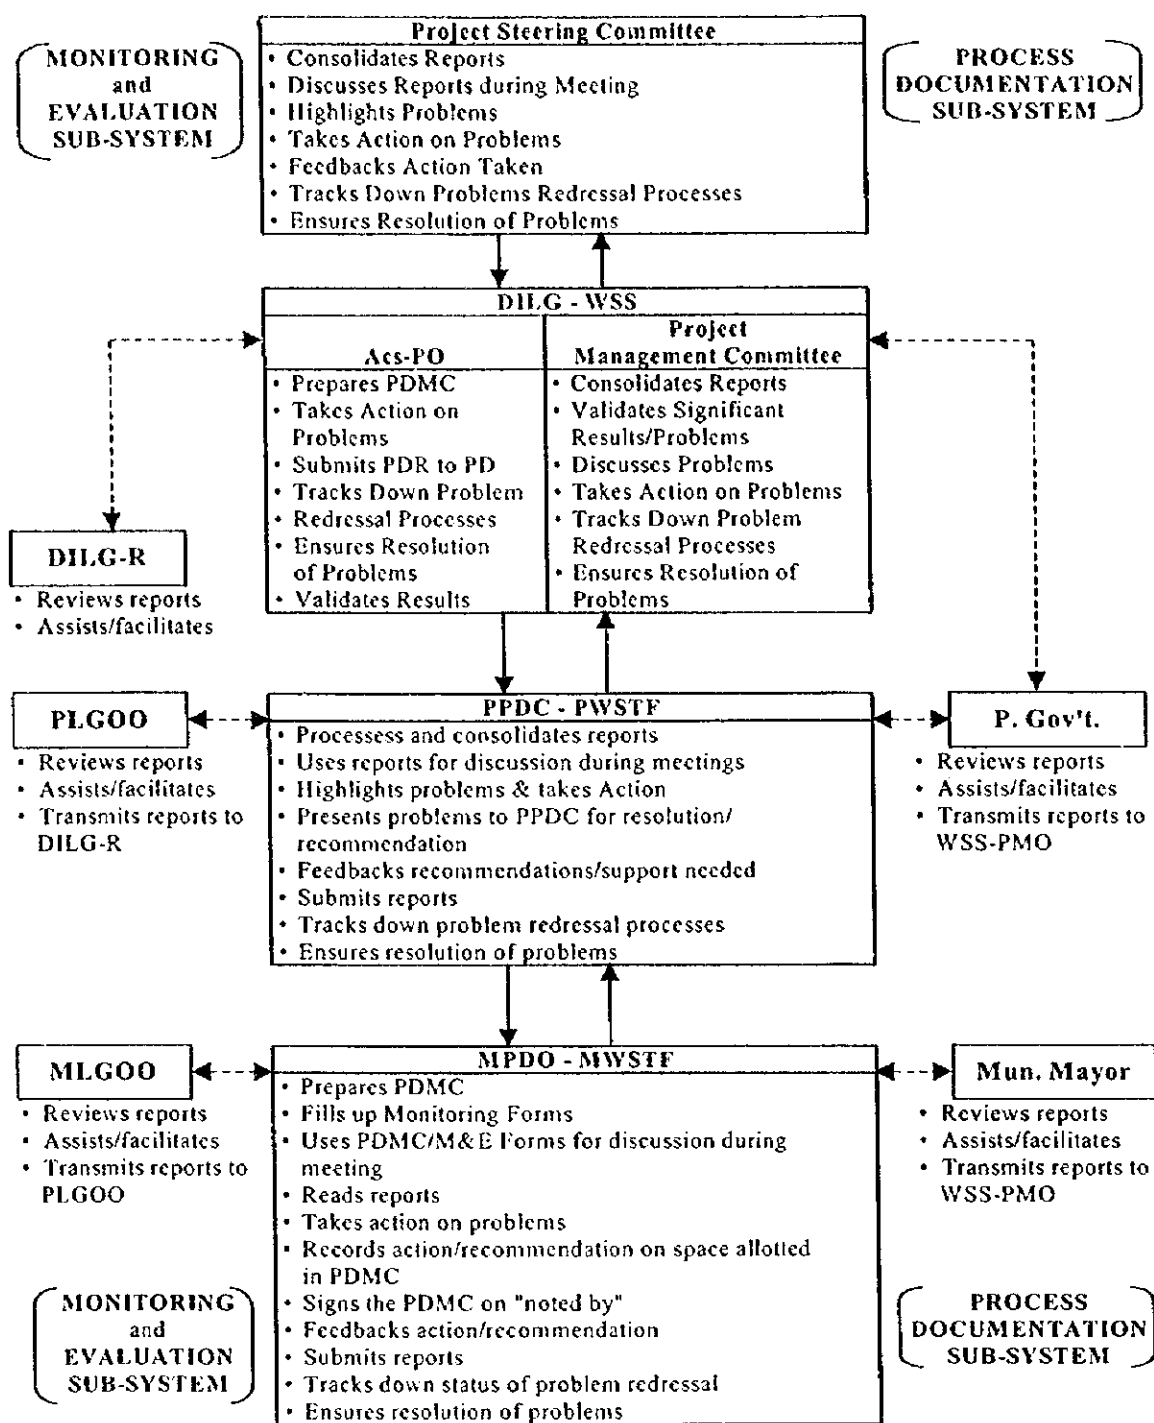 Project Steering Committee
• Consolidates Reports
• Discusses Reports during Meeting
• Highlights Problems
• Takes Action on Problems
• Feedbacks Action Taken
• Tracks Down Problems Redressal Processes
• Ensures Resolution of Problems
MONITORING
and
EVALUATION
SUB-SYSTEM
PROCESS
DOCUMENTATION
SUB-SYSTEM
DILG - WSS
Acs-PO
• Prepares PDMC
• Takes Action on
Problems
• Submits PDR to PD
• Tracks Down Problem
• Redressal Processes
• Ensures Resolution
of Problems
• Validates Results
Project
Management Committee
• Consolidates Reports
• Validates Significant
Results/Problems
• Discusses Problems
• Takes Action on Problems
• Tracks Down Problem
Redressal Processes
• Ensures Resolution of
Problems
DILG-R
• Reviews reports
• Assists/facilitates
PLGOO
• Reviews reports
• Assists/facilitates
• Transmits reports to
DILG-R
PPDC - PWSTF
• Processess and consolidates reports
• Uses reports for discussion during meetings
• Highlights problems & takes Action
• Presents problems to PPDC for resolution/
recommendation
• Feedbacks recommendations/support needed
• Submits reports
• Tracks down problem redressal processes
• Ensures resolution of problems
P. Gov't.
• Reviews reports
• Assists/facilitates
• Transmits reports to
WSS-PMO
MLGOO
• Reviews reports
• Assists/facilitates
• Transmits reports to
PLGOO
MPDO - MWSTF
• Prepares PDMC
• Fills up Monitoring Forms
• Uses PDMC/M&E Forms for discussion during
meeting
• Reads reports
• Takes action on problems
• Records action/recommendation on space allotted
in PDMC
• Signs the PDMC on "noted by"
• Feedbacks action/recommendation
• Submits reports
• Tracks down status of problem redressal
• Ensures resolution of problems
Mun. Mayor
• Reviews reports
• Assists/facilitates
• Transmits reports to
WSS-PMO
MONITORING
and
EVALUATION
SUB-SYSTEM
PROCESS
DOCUMENTATION
SUB-SYSTEM